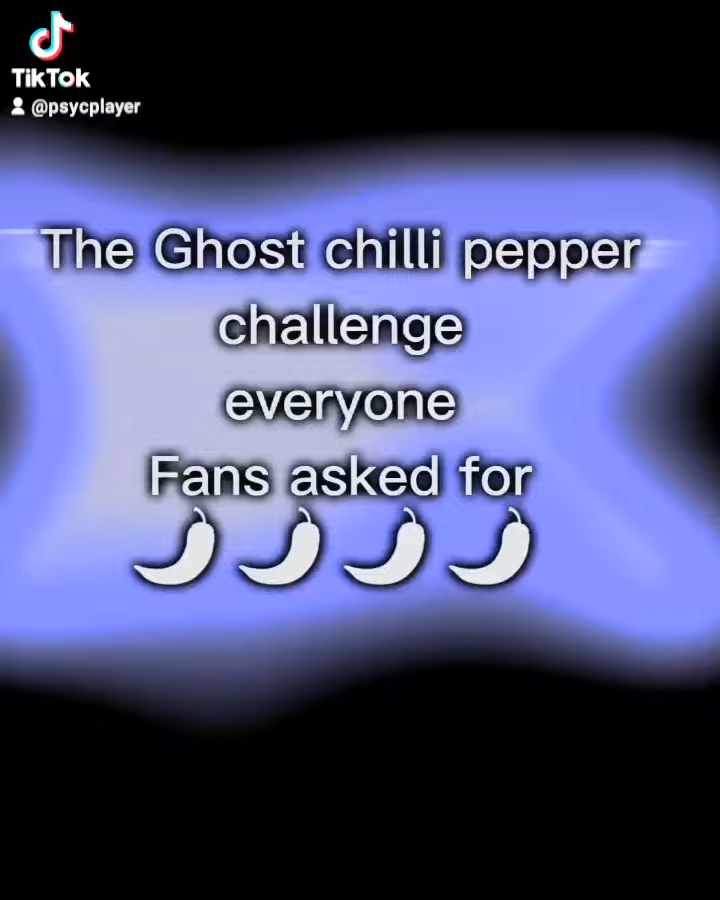 TikTok
@psycplayer
The Ghost chilli pepper
challenge
everyone
Fans asked for
🌶🌶🌶🌶